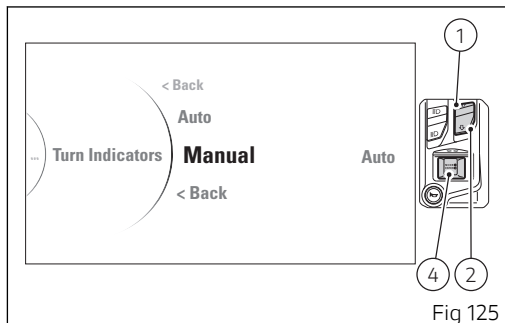 1
< Back
Auto
... Turn Indicators Manual Auto
< Back
4 2
Fig 125